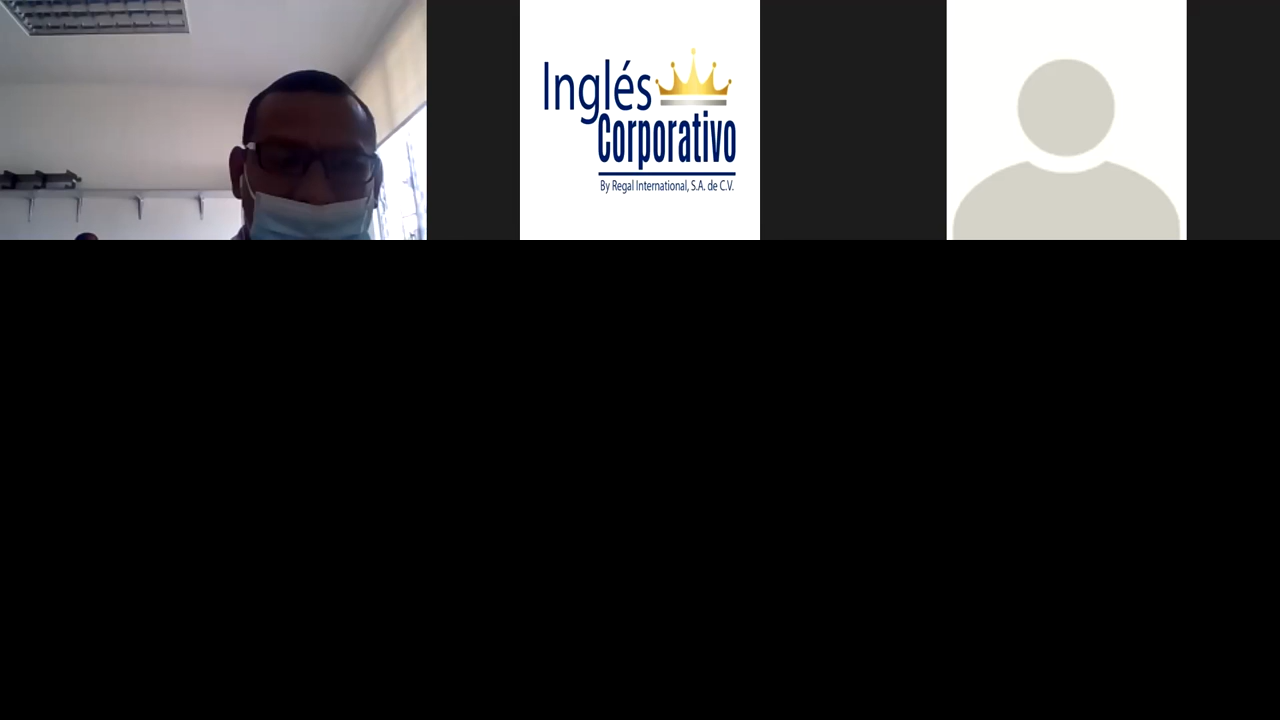 Inglés
Corporativo
By Regal International, S.A. de C.V.